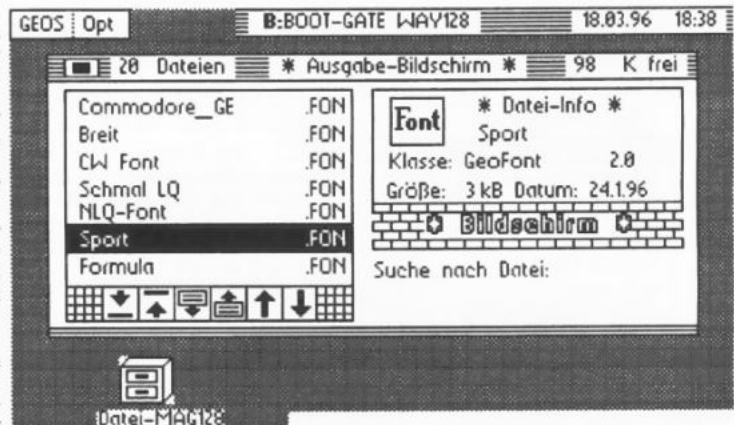 GEOS Opt B:BOOT-GATE WAY128 18.03.96 18:38
20 Dateien * Ausgabe-Bildschirm * 98 K frei
Commodore_GE .FON
Breit .FON
CW Font .FON
Schmal LQ .FON
NLQ-Font .FON
Sport .FON
Formula .FON
Font
* Datei-Info *
Sport
Klasse: GeoFont 2.0
Größe: 3 kB Datum: 24.1.96
Bildschirm
Suche nach Datei:
Datei-MAG128